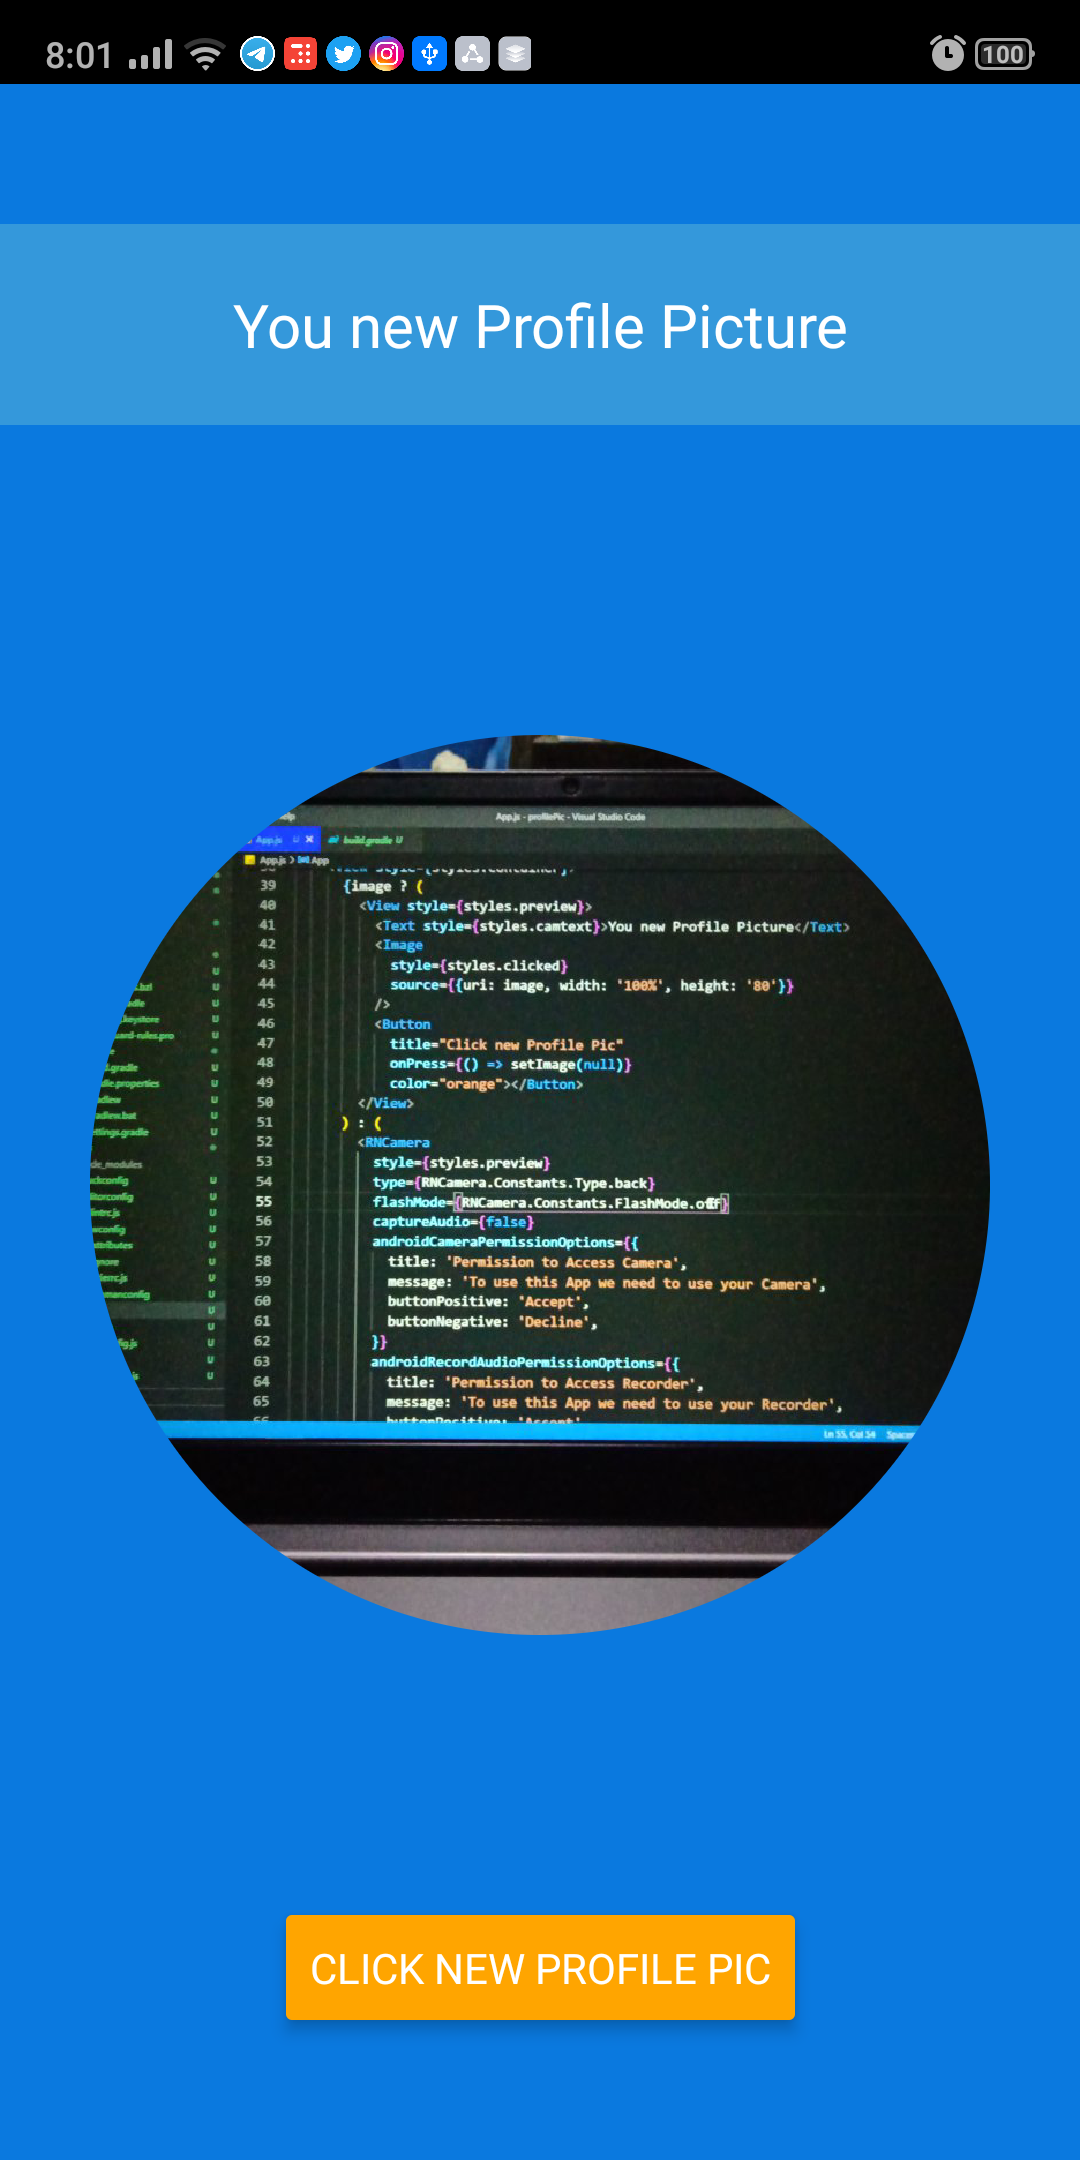 8:01
100
You new Profile Picture
App.js - profilePic - Visual Studio Code
App.js U × build.gradle U
App.js > App
39 {image ? (
40 <View style={styles.preview}>
41 <Text style={styles.camtext}>You new Profile Picture</Text>
42 <Image
43 style={styles.clicked}
44 source={{uri: image, width: '100%', height: '80'}}
45 />
46 <Button
47 title="Click new Profile Pic"
48 onPress={() => setImage(null)}
49 color="orange"></Button>
50 </View>
51 ) : (
52 <RNCamera
53 style={styles.preview}
54 type={RNCamera.Constants.Type.back}
55 flashMode={RNCamera.Constants.FlashMode.off}
56 captureAudio={false}
57 androidCameraPermissionOptions={{
58 title: 'Permission to Access Camera',
59 message: 'To use this App we need to use your Camera',
60 buttonPositive: 'Accept',
61 buttonNegative: 'Decline',
62 }}
63 androidRecordAudioPermissionOptions={{
64 title: 'Permission to Access Recorder',
65 message: 'To use this App we need to use your Recorder',
Ln 55, Col 54
CLICK NEW PROFILE PIC